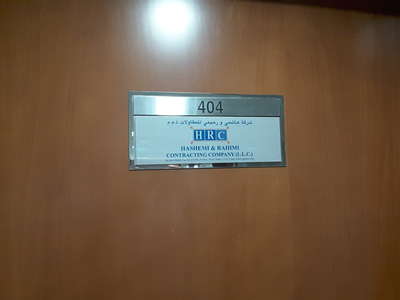 404
شركة هاشمي و رحيمي للمقاولات ذ.م.م
HRC
HASHEMI & RAHIMI
CONTRACTING COMPANY (L.L.C.)